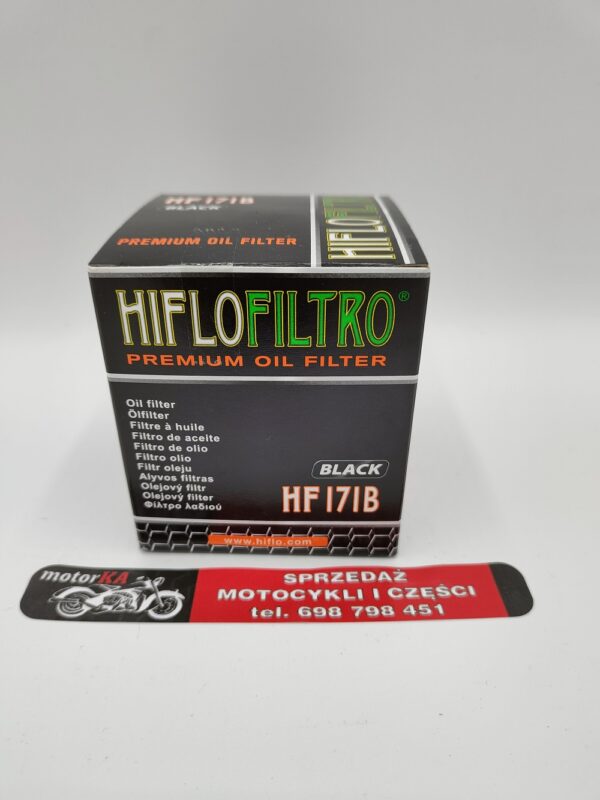 HF171B
BLACK
PREMIUM OIL FILTER
HIFLOFILTRO
HIFLOFILTRO®
PREMIUM OIL FILTER
Oil filter
Ölfilter
Filtre à huile
Filtro de aceite
Filtro de olio
Filtro olio
Filtr oleju
Alyvos filtras
Olejový filtr
Olejový filter
Φίλτρο λαδιού
BLACK
HF171B
www.hiflo.com
motorKA
SPRZEDAŻ
MOTOCYKLI I CZĘŚCI
tel. 698 798 451